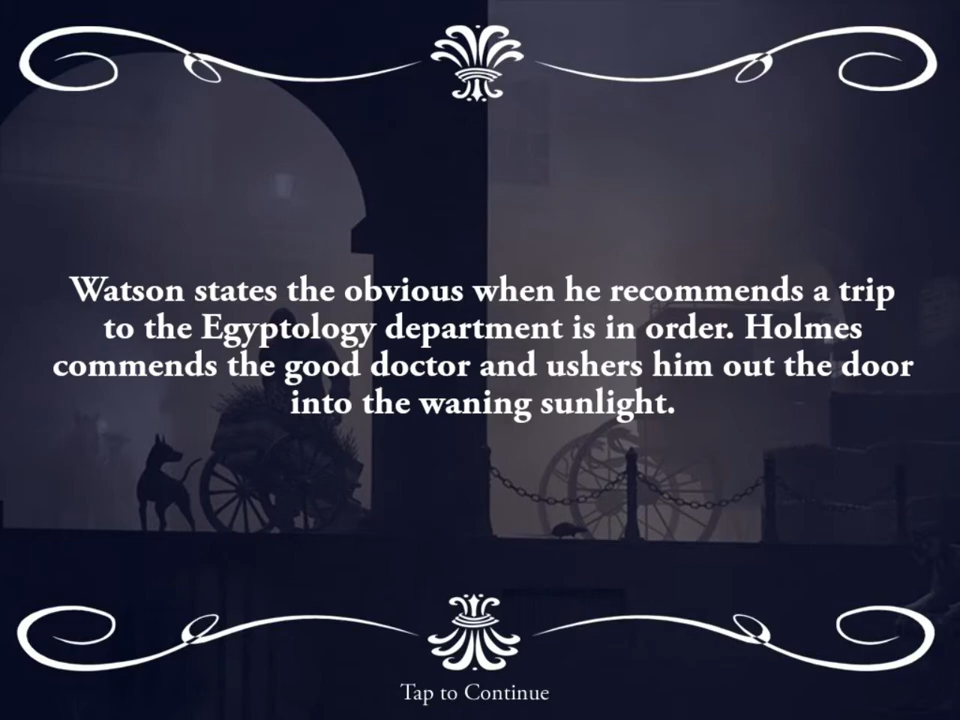 Watson states the obvious when he recommends a trip
to the Egyptology department is in order. Holmes
commends the good doctor and ushers him out the door
into the waning sunlight.
Tap to Continue